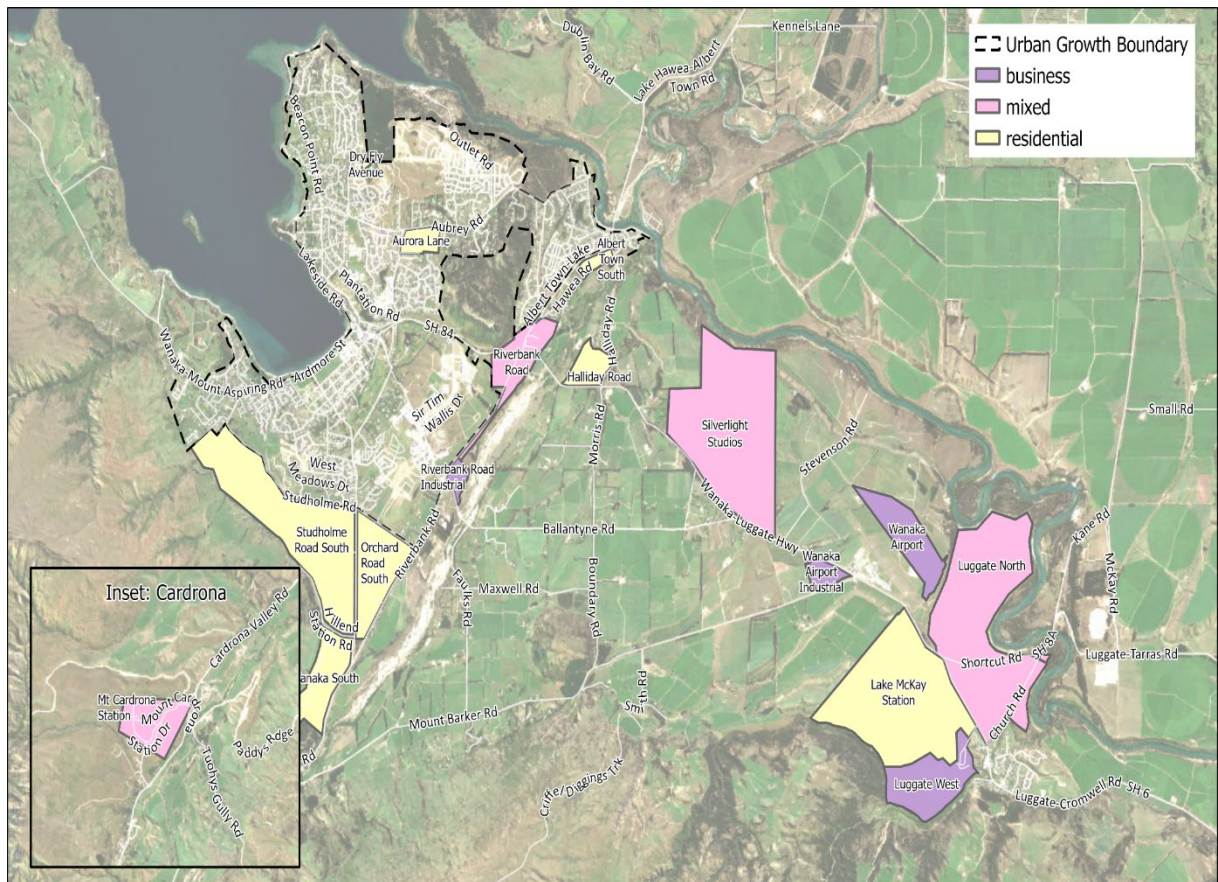 Urban Growth Boundary
business
mixed
residential
Kennels Lane
Dublin Bay Rd
Lake Hawea-Albert
Town Rd
Beacon Point Rd
Outlet Rd
Dry Fly
Avenue
Aubrey Rd
Aurora Lane
Albert
Town
South
Albert Town-Lake
Hawea Rd
Lakeside Rd
Plantation Rd
SH 84
Halliday Rd
Riverbank
Road
Halliday Road
Wanaka-Mount Aspiring Rd
Ardmore St
Sir Tim
Wallis Dr
Morris Rd
Silverlight
Studios
Small Rd
Stevenson Rd
West
Meadows Dr
Riverbank Road
Industrial
Studholme Rd
Studholme
Road South
Orchard
Road
South
Riverbank Rd
Ballantyne Rd
Wanaka-Luggate Hwy
Wanaka
Airport
Kane Rd
Wanaka
Airport
Industrial
Luggate North
McKay Rd
Faulks Rd
Maxwell Rd
Boundary Rd
Inset: Cardrona
Cardrona Valley Rd
Hillend
Station Rd
Shortcut Rd
SH 8A
Luggate-Tarras Rd
anaka South
Lake McKay
Station
Church Rd
Mt Cardrona
Station
Mount Cardrona
Station Dr
Paddys Rdge
Rd
Tuohys Gully Rd
Mount Barker Rd
Smith Rd
Criffel Diggings Trk
Luggate West
Luggate-Cromwell Rd SH 6